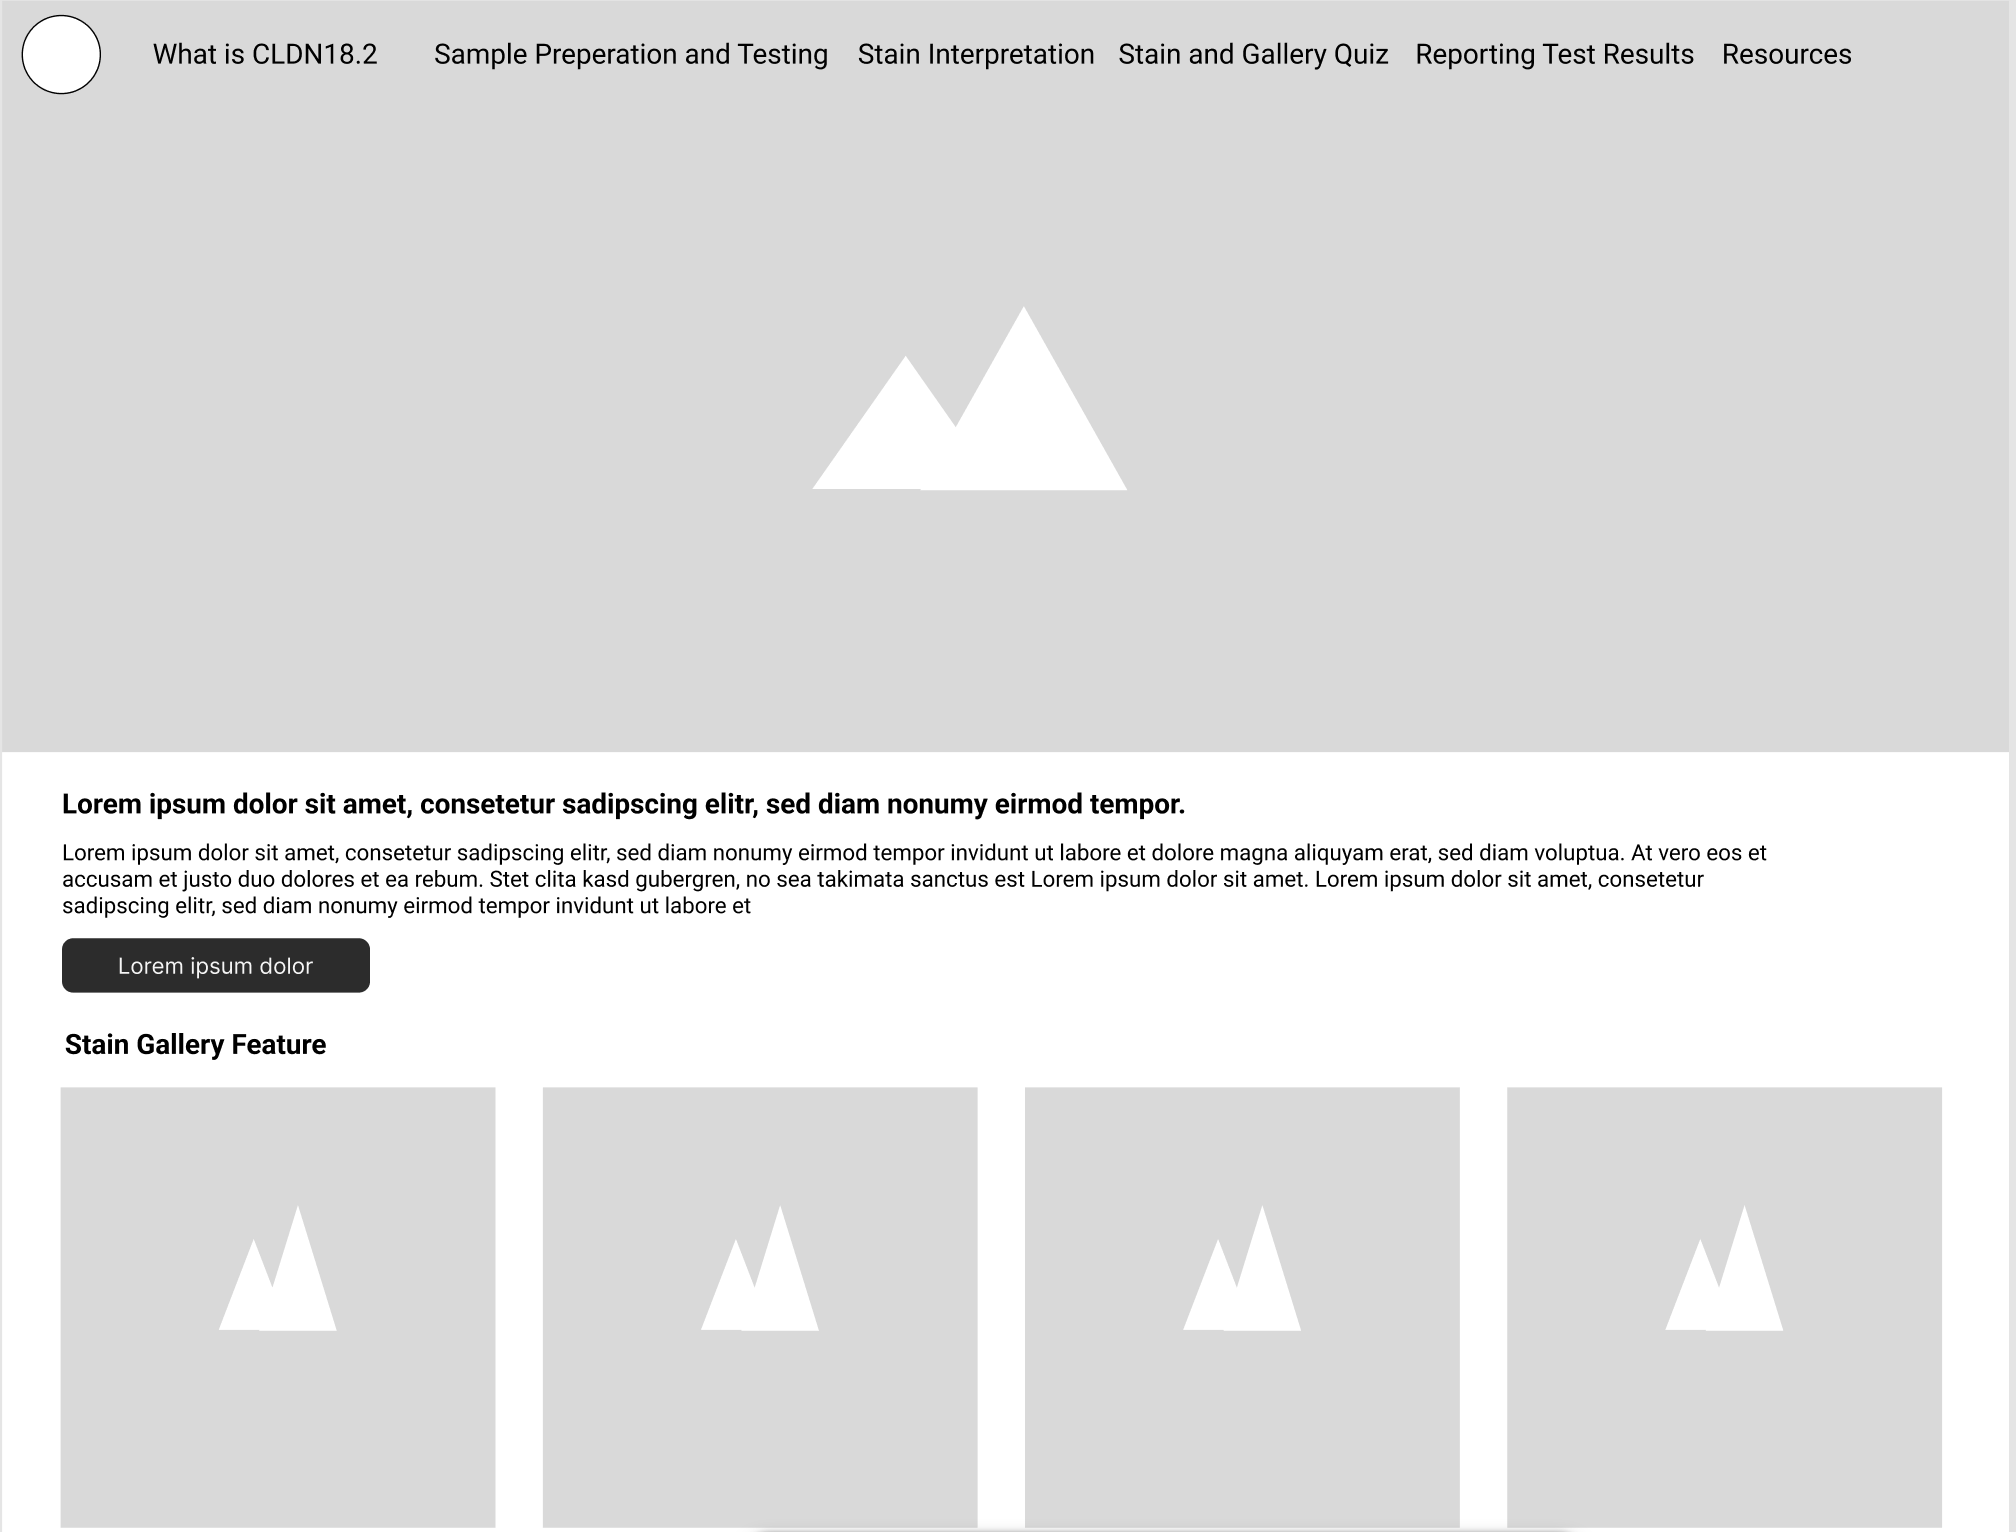 What is CLDN18.2 Sample Preperation and Testing Stain Interpretation Stain and Gallery Quiz Reporting Test Results Resources
Lorem ipsum dolor sit amet, consetetur sadipscing elitr, sed diam nonumy eirmod tempor.
Lorem ipsum dolor sit amet, consetetur sadipscing elitr, sed diam nonumy eirmod tempor invidunt ut labore et dolore magna aliquyam erat, sed diam voluptua. At vero eos et
accusam et justo duo dolores et ea rebum. Stet clita kasd gubergren, no sea takimata sanctus est Lorem ipsum dolor sit amet. Lorem ipsum dolor sit amet, consetetur
sadipscing elitr, sed diam nonumy eirmod tempor invidunt ut labore et
Lorem ipsum dolor
Stain Gallery Feature